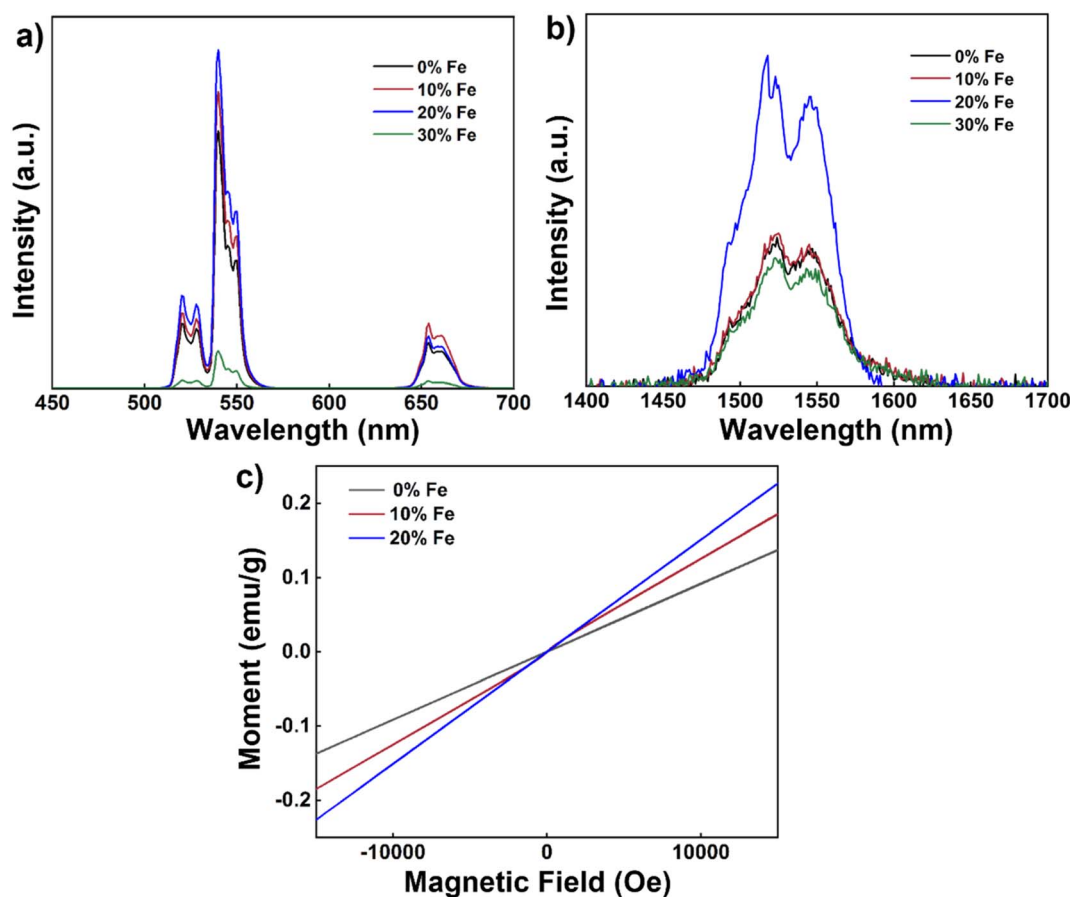 a)
0% Fe
10% Fe
20% Fe
30% Fe
Intensity (a.u.)
450 500 550 600 650 700
Wavelength (nm)
b)
0% Fe
10% Fe
20% Fe
30% Fe
Intensity (a.u.)
1400 1450 1500 1550 1600 1650 1700
Wavelength (nm)
c)
0% Fe
10% Fe
20% Fe
0.2
0.1
0.0
-0.1
-0.2
Moment (emu/g)
-10000 0 10000
Magnetic Field (Oe)